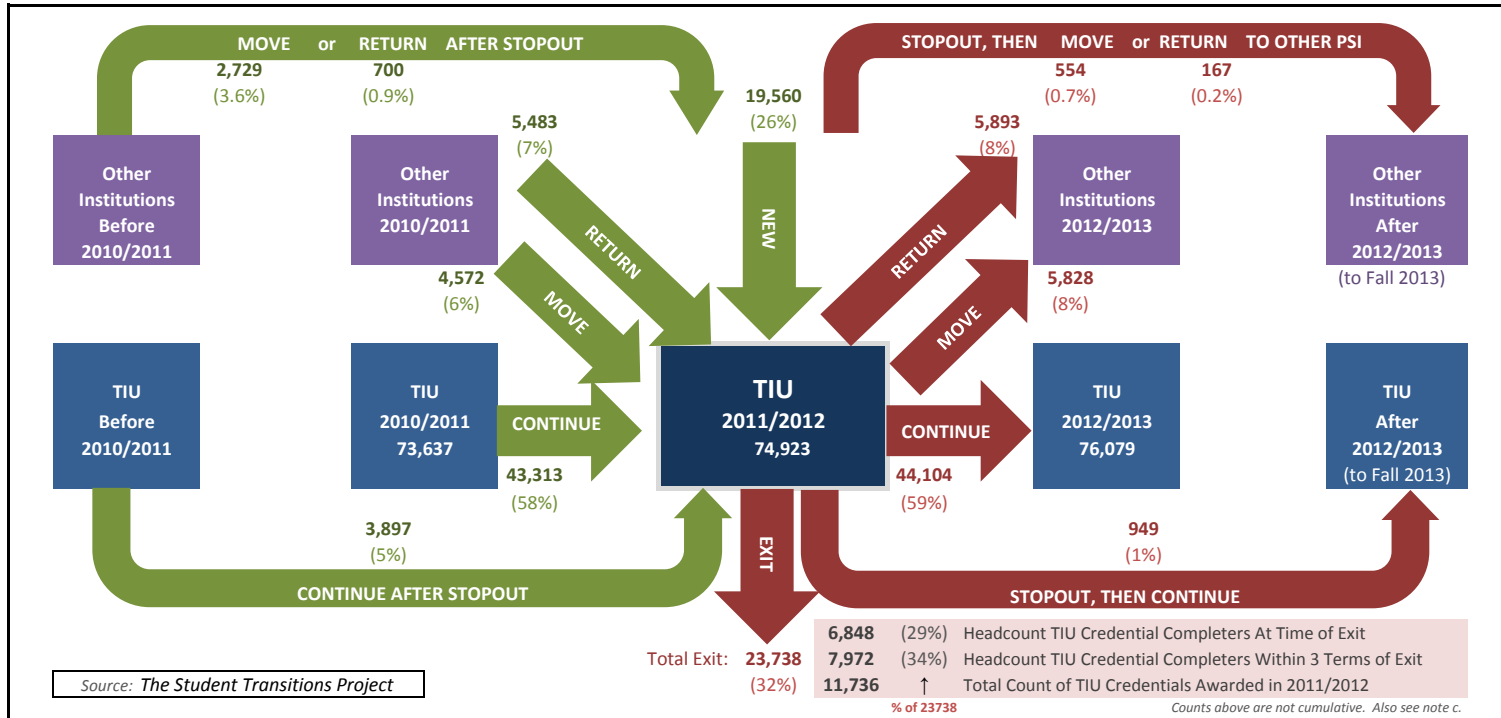 MOVE or RETURN AFTER STOPOUT
2,729 700
(3.6%) (0.9%)
STOPOUT, THEN MOVE or RETURN TO OTHER PSI
554 167
(0.7%) (0.2%)
19,560
(26%)
NEW
5,483
(7%)
RETURN
5,893
(8%)
RETURN
Other
Institutions
Before
2010/2011
Other
Institutions
2010/2011
Other
Institutions
2012/2013
Other
Institutions
After
2012/2013
(to Fall 2013)
4,572
(6%)
MOVE
5,828
(8%)
MOVE
TIU
Before
2010/2011
TIU
2010/2011
73,637
CONTINUE
43,313
(58%)
TIU
2011/2012
74,923
CONTINUE
44,104
(59%)
TIU
2012/2013
76,079
TIU
After
2012/2013
(to Fall 2013)
3,897
(5%)
CONTINUE AFTER STOPOUT
EXIT
949
(1%)
STOPOUT, THEN CONTINUE
Total Exit: 23,738
(32%)
6,848 (29%) Headcount TIU Credential Completers At Time of Exit
7,972 (34%) Headcount TIU Credential Completers Within 3 Terms of Exit
11,736 ↑ Total Count of TIU Credentials Awarded in 2011/2012
% of 23738
Counts above are not cumulative. Also see note c.
Source: The Student Transitions Project